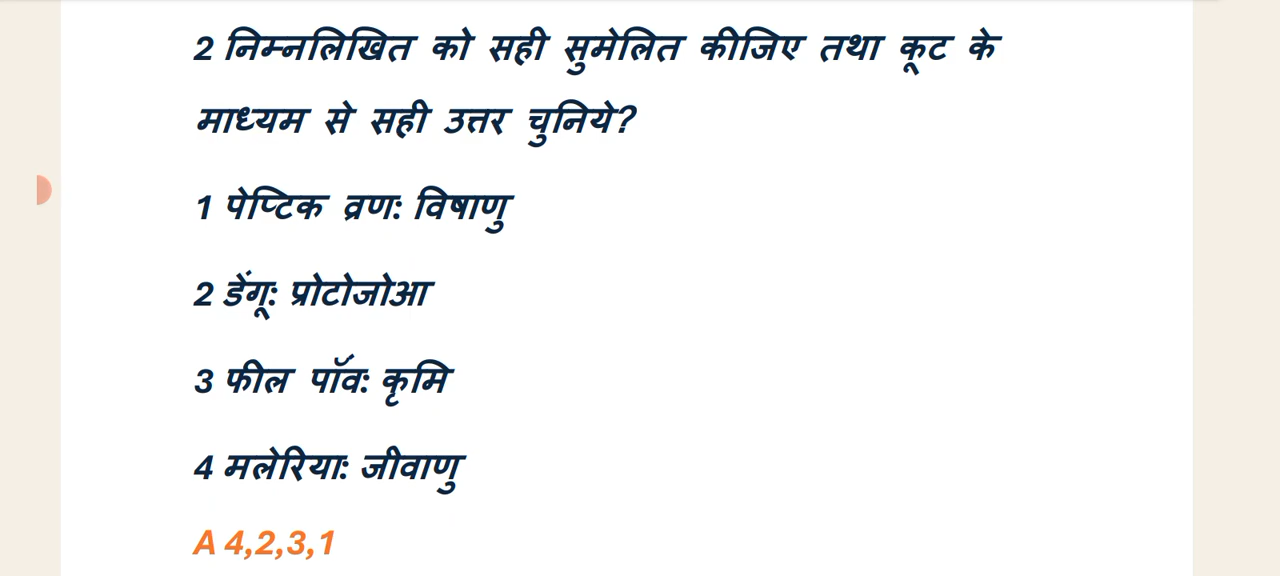 2 निम्नलिखित को सही सुमेलित कीजिए तथा कूट के
माध्यम से सही उत्तर चुनिये?
1 पेप्टिक व्रण: विषाणु
2 डेंगू: प्रोटोजोआ
3 फील पॉव: कृमि
4 मलेरिया: जीवाणु
A 4,2,3,1